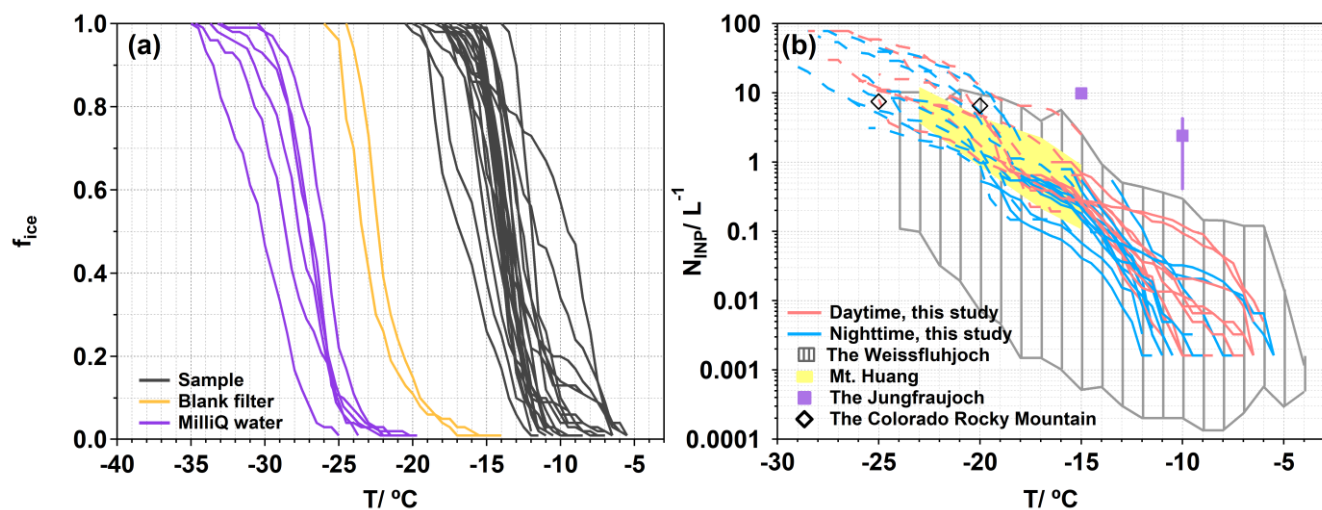 (a)
1.0
0.8
0.6
0.4
0.2
0.0
f_ice
Sample
Blank filter
MilliQ water
-40 -35 -30 -25 -20 -15 -10 -5
T/ ºC
(b)
100
10
1
0.1
0.01
0.001
0.0001
N_INP/ L⁻¹
Daytime, this study
Nighttime, this study
The Weissfluhjoch
Mt. Huang
The Jungfraujoch
The Colorado Rocky Mountain
-30 -25 -20 -15 -10 -5
T/ ºC